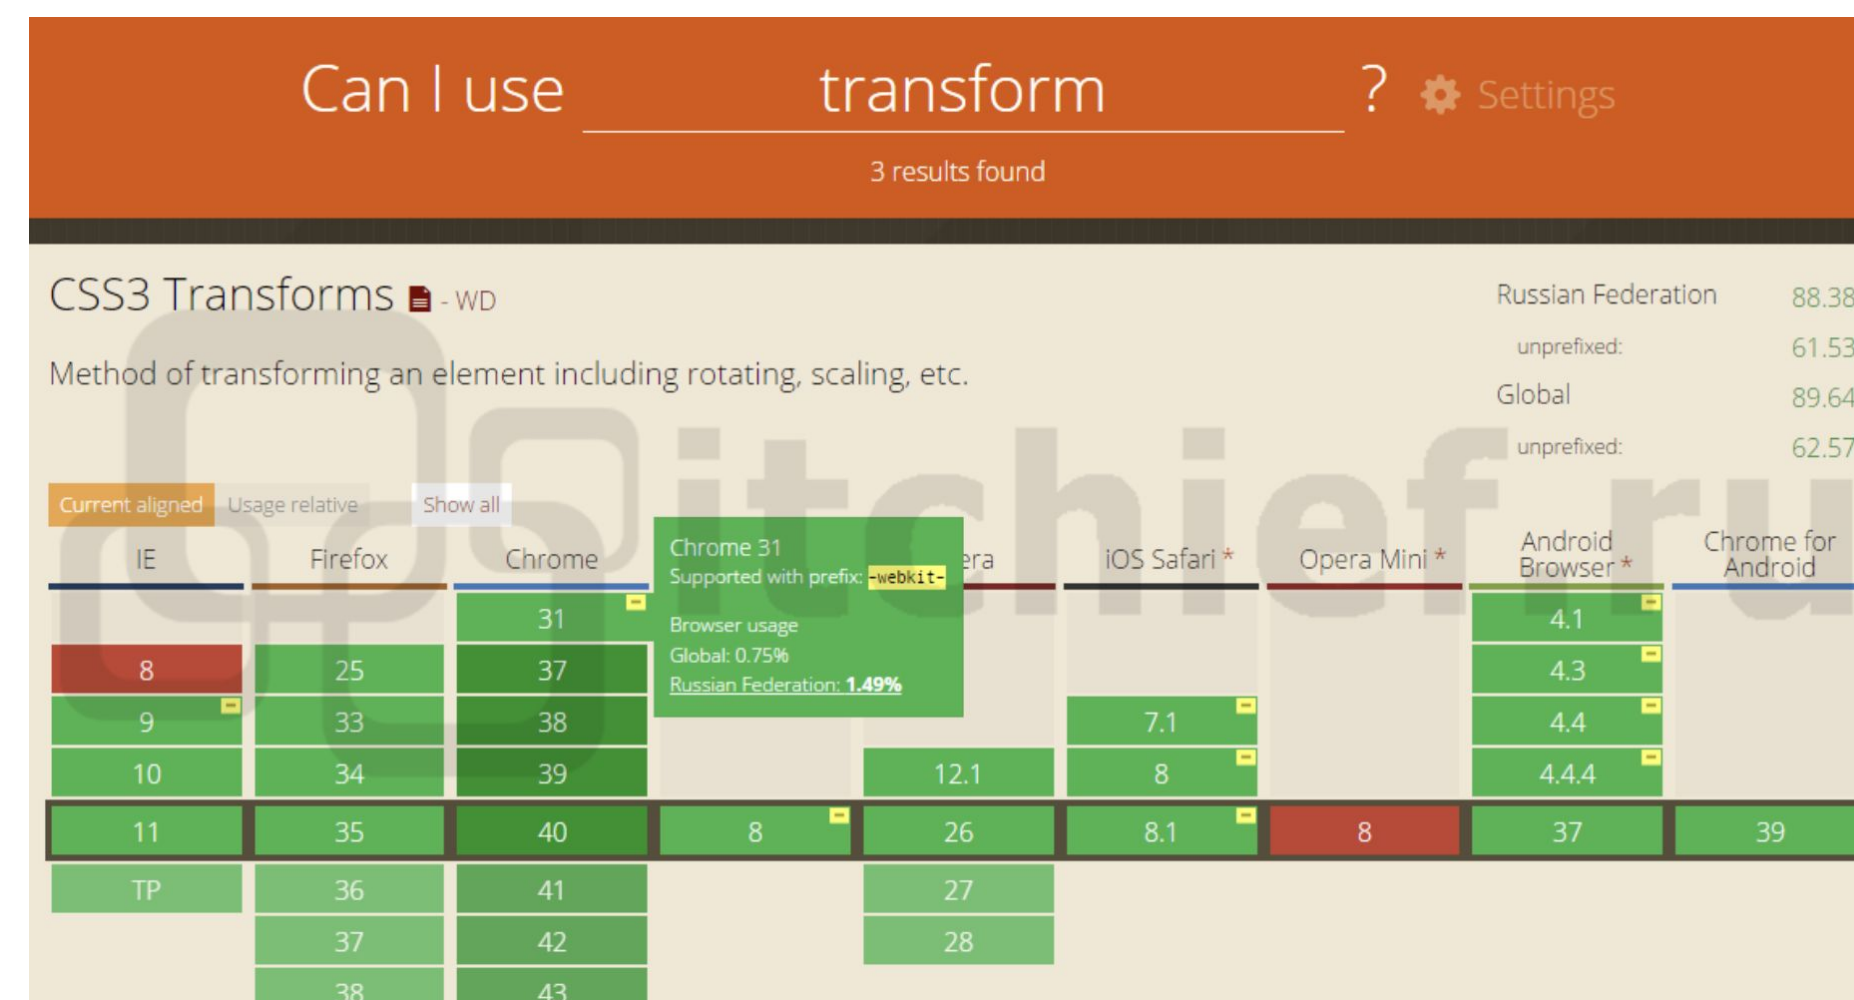 Can I use transform ? Settings
3 results found
CSS3 Transforms - WD
Method of transforming an element including rotating, scaling, etc.
Russian Federation 88.38
unprefixed: 61.53
Global 89.64
unprefixed: 62.57
itchief.ru
Current aligned Usage relative Show all
IE Firefox Chrome iOS Safari * Opera Mini * Android Browser * Chrome for Android
Chrome 31
Supported with prefix: -webkit-
Browser usage
Global: 0.75%
Russian Federation: 1.49%
31 4.1
8 25 37 4.3
9 33 38 7.1 4.4
10 34 39 12.1 8 4.4.4
11 35 40 8 26 8.1 8 37 39
TP 36 41 27
37 42 28
38 43